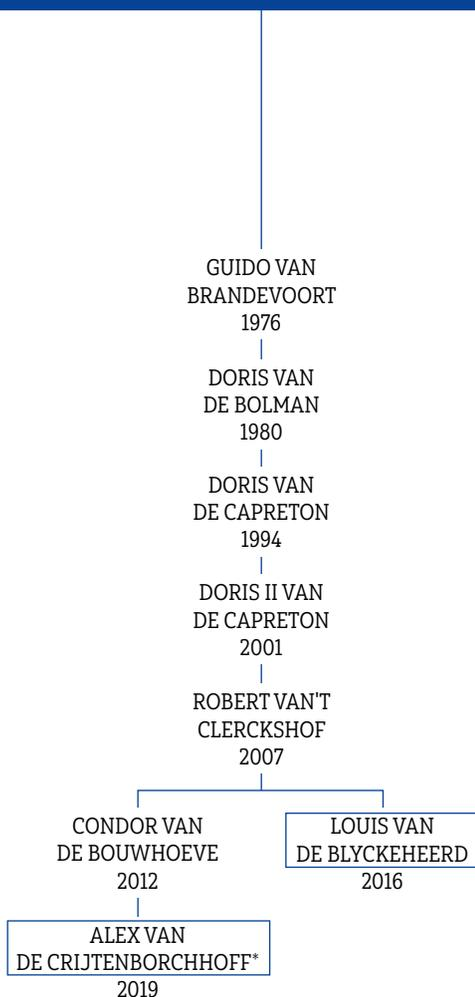 GUIDO VAN
BRANDEVOORT
1976
DORIS VAN
DE BOLMAN
1980
DORIS VAN
DE CAPRETON
1994
DORIS II VAN
DE CAPRETON
2001
ROBERT VAN'T
CLERCKSHOF
2007
CONDOR VAN
DE BOUWHOEVE
2012
LOUIS VAN
DE BLYCKEHEERD
2016
ALEX VAN
DE CRIJTENBORCHHOFF*
2019